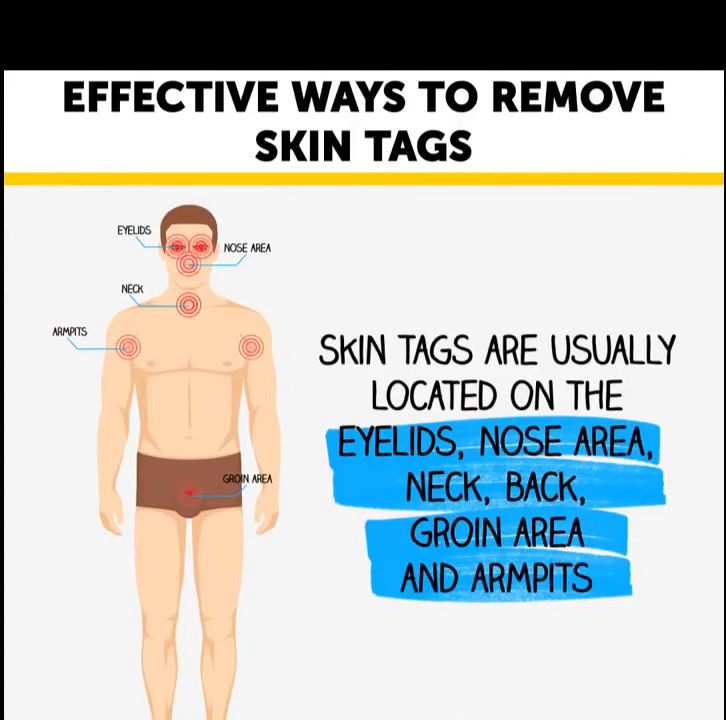 EFFECTIVE WAYS TO REMOVE
SKIN TAGS
EYELIDS
NOSE AREA
NECK
ARMPITS
GROIN AREA
SKIN TAGS ARE USUALLY
LOCATED ON THE
EYELIDS, NOSE AREA,
NECK, BACK,
GROIN AREA
AND ARMPITS